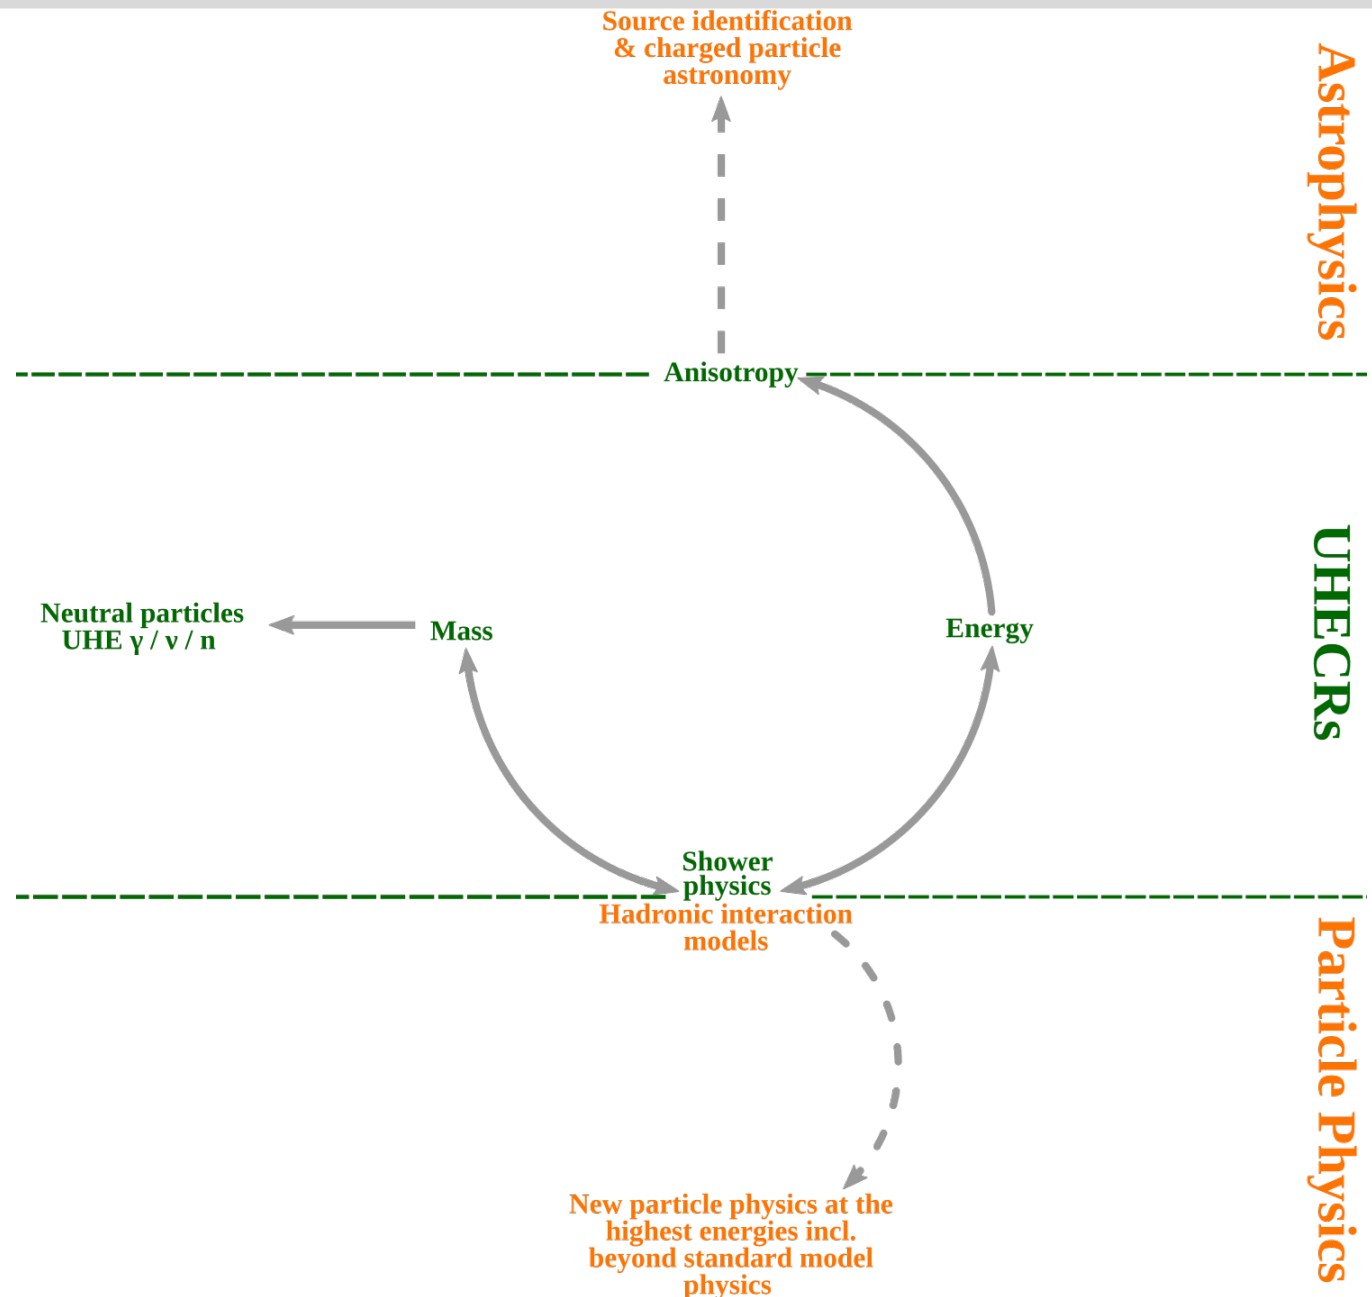 Source identification
& charged particle
astronomy
Astrophysics
Anisotropy
UHECRs
Neutral particles
UHE γ / ν / n
Mass
Energy
Shower
physics
Hadronic interaction
models
Particle Physics
New particle physics at the
highest energies incl.
beyond standard model
physics